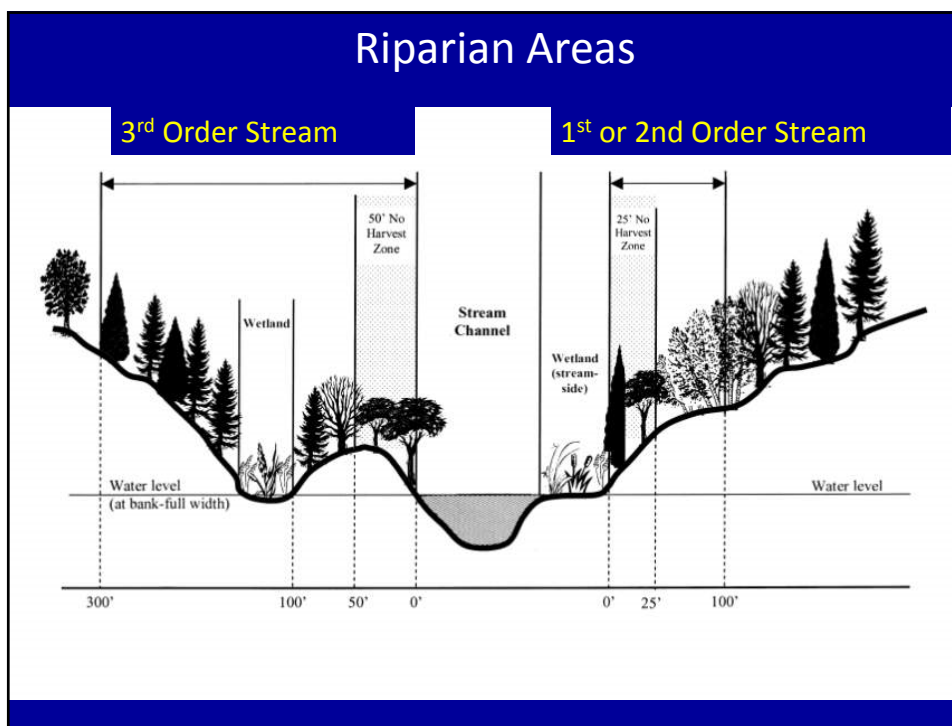 Riparian Areas
3rd Order Stream
1st or 2nd Order Stream
50’ No
Harvest
Zone
25’ No
Harvest
Zone
Wetland
Stream
Channel
Wetland
(stream-
side)
Water level
(at bank-full width)
Water level
300’
100’
50’
0’
0’
25’
100’